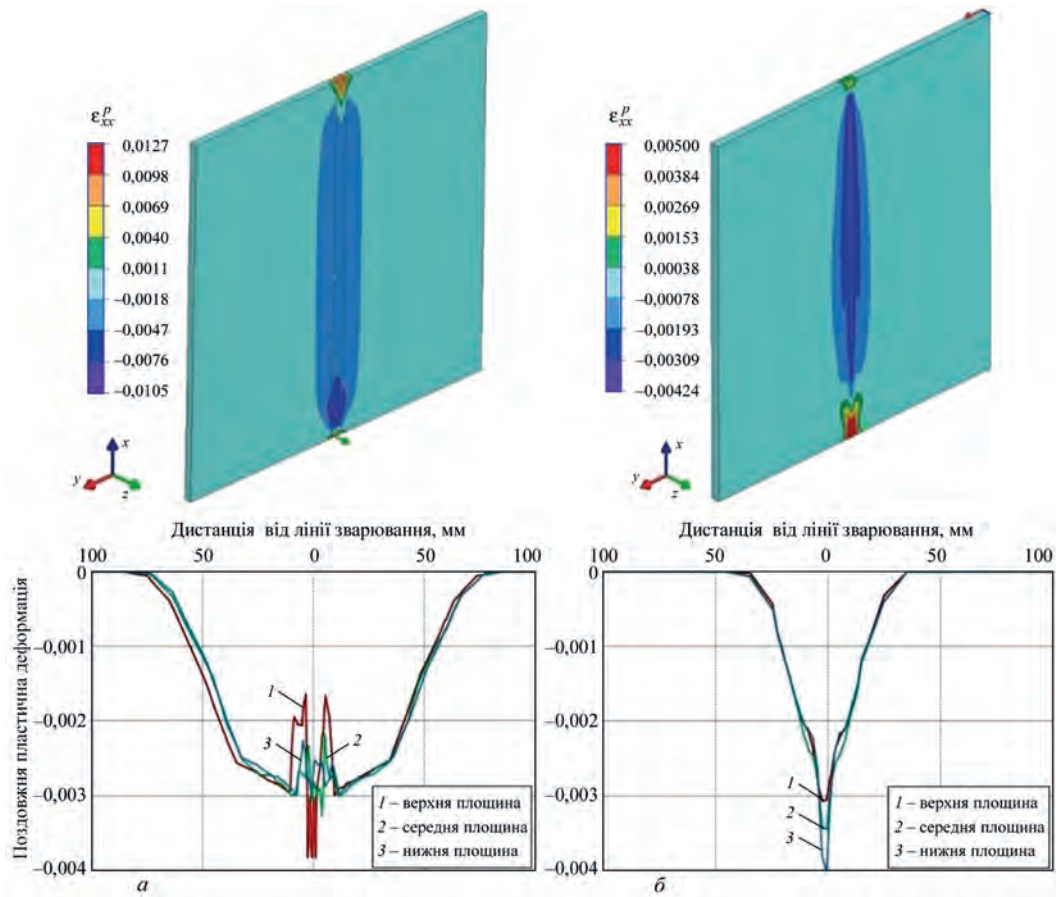 ε^p_xx
0,0127
0,0098
0,0069
0,0040
0,0011
–0,0018
–0,0047
–0,0076
–0,0105
x
y
z
ε^p_xx
0,00500
0,00384
0,00269
0,00153
0,00038
–0,00078
–0,00193
–0,00309
–0,00424
x
y
z
Дистанція від лінії зварювання, мм
100 50 0 50 100
Поздовжня пластична деформація
0
–0,001
–0,002
–0,003
–0,004
1
2
3
1 – верхня площина
2 – середня площина
3 – нижня площина
а
Дистанція від лінії зварювання, мм
100 50 0 50 100
0
–0,001
–0,002
–0,003
–0,004
1
2
3
1 – верхня площина
2 – середня площина
3 – нижня площина
б